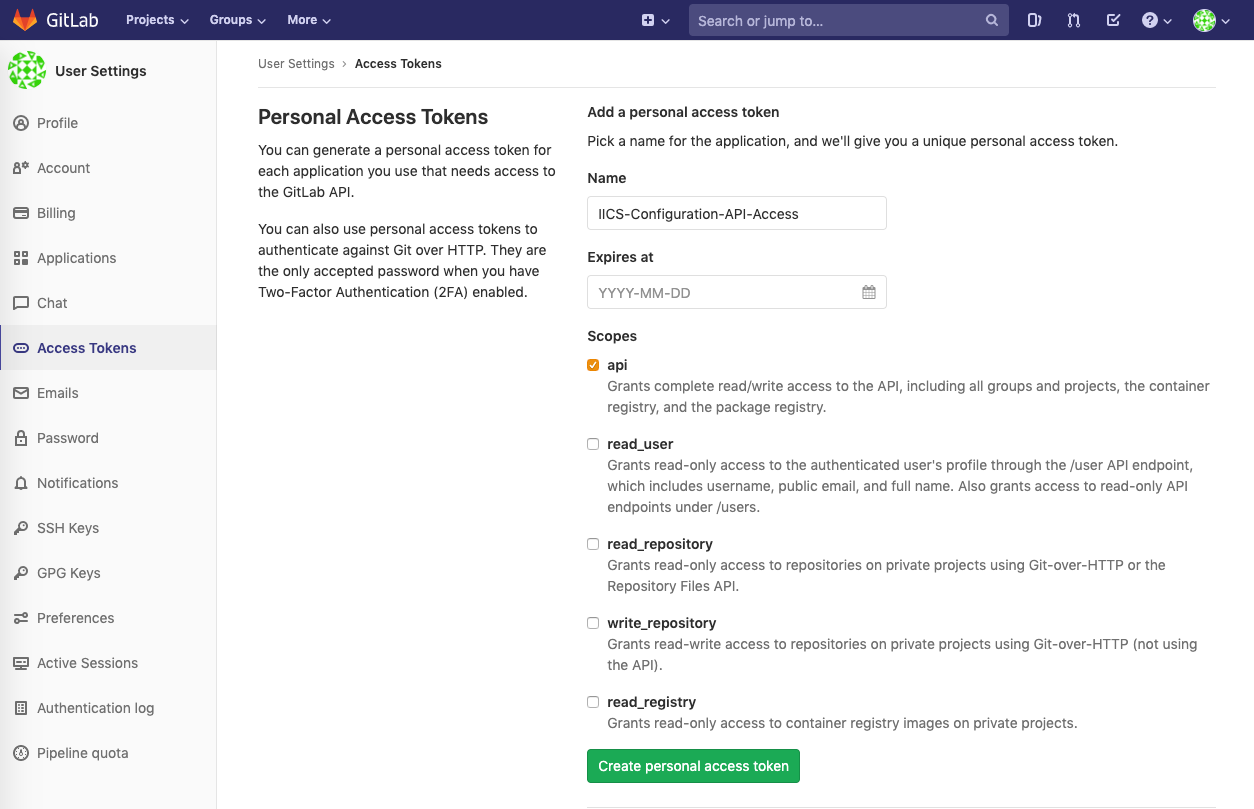 GitLab Projects Groups More Search or jump to...
User Settings
Profile
Account
Billing
Applications
Chat
Access Tokens
Emails
Password
Notifications
SSH Keys
GPG Keys
Preferences
Active Sessions
Authentication log
Pipeline quota
User Settings › Access Tokens
Personal Access Tokens
You can generate a personal access token for
each application you use that needs access to
the GitLab API.
You can also use personal access tokens to
authenticate against Git over HTTP. They are
the only accepted password when you have
Two-Factor Authentication (2FA) enabled.
Add a personal access token
Pick a name for the application, and we'll give you a unique personal access token.
Name
IICS-Configuration-API-Access
Expires at
YYYY-MM-DD
Scopes
api
Grants complete read/write access to the API, including all groups and projects, the container
registry, and the package registry.
read_user
Grants read-only access to the authenticated user's profile through the /user API endpoint,
which includes username, public email, and full name. Also grants access to read-only API
endpoints under /users.
read_repository
Grants read-only access to repositories on private projects using Git-over-HTTP or the
Repository Files API.
write_repository
Grants read-write access to repositories on private projects using Git-over-HTTP (not using
the API).
read_registry
Grants read-only access to container registry images on private projects.
Create personal access token